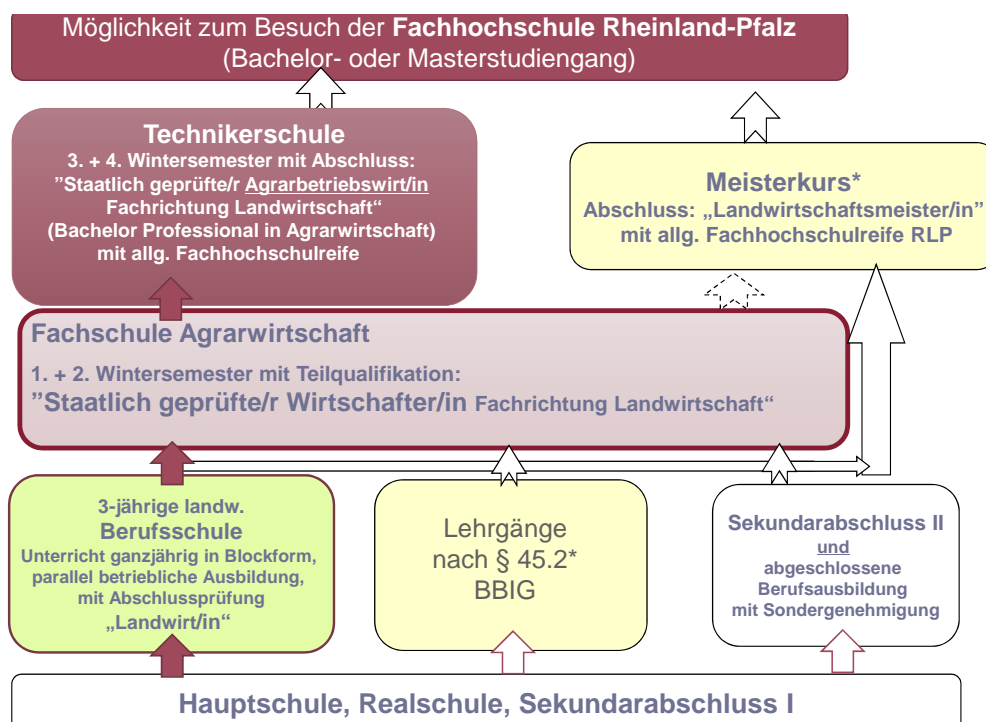 Möglichkeit zum Besuch der Fachhochschule Rheinland-Pfalz
(Bachelor- oder Masterstudiengang)
Technikerschule
3. + 4. Wintersemester mit Abschluss:
”Staatlich geprüfte/r Agrarbetriebswirt/in
Fachrichtung Landwirtschaft“
(Bachelor Professional in Agrarwirtschaft)
mit allg. Fachhochschulreife
Meisterkurs*
Abschluss: „Landwirtschaftsmeister/in”
mit allg. Fachhochschulreife RLP
Fachschule Agrarwirtschaft
1. + 2. Wintersemester mit Teilqualifikation:
”Staatlich geprüfte/r Wirtschafter/in Fachrichtung Landwirtschaft“
3-jährige landw.
Berufsschule
Unterricht ganzjährig in Blockform,
parallel betriebliche Ausbildung,
mit Abschlussprüfung
„Landwirt/in“
Lehrgänge
nach § 45.2*
BBIG
Sekundarabschluss II
und
abgeschlossene
Berufsausbildung
mit Sondergenehmigung
Hauptschule, Realschule, Sekundarabschluss I